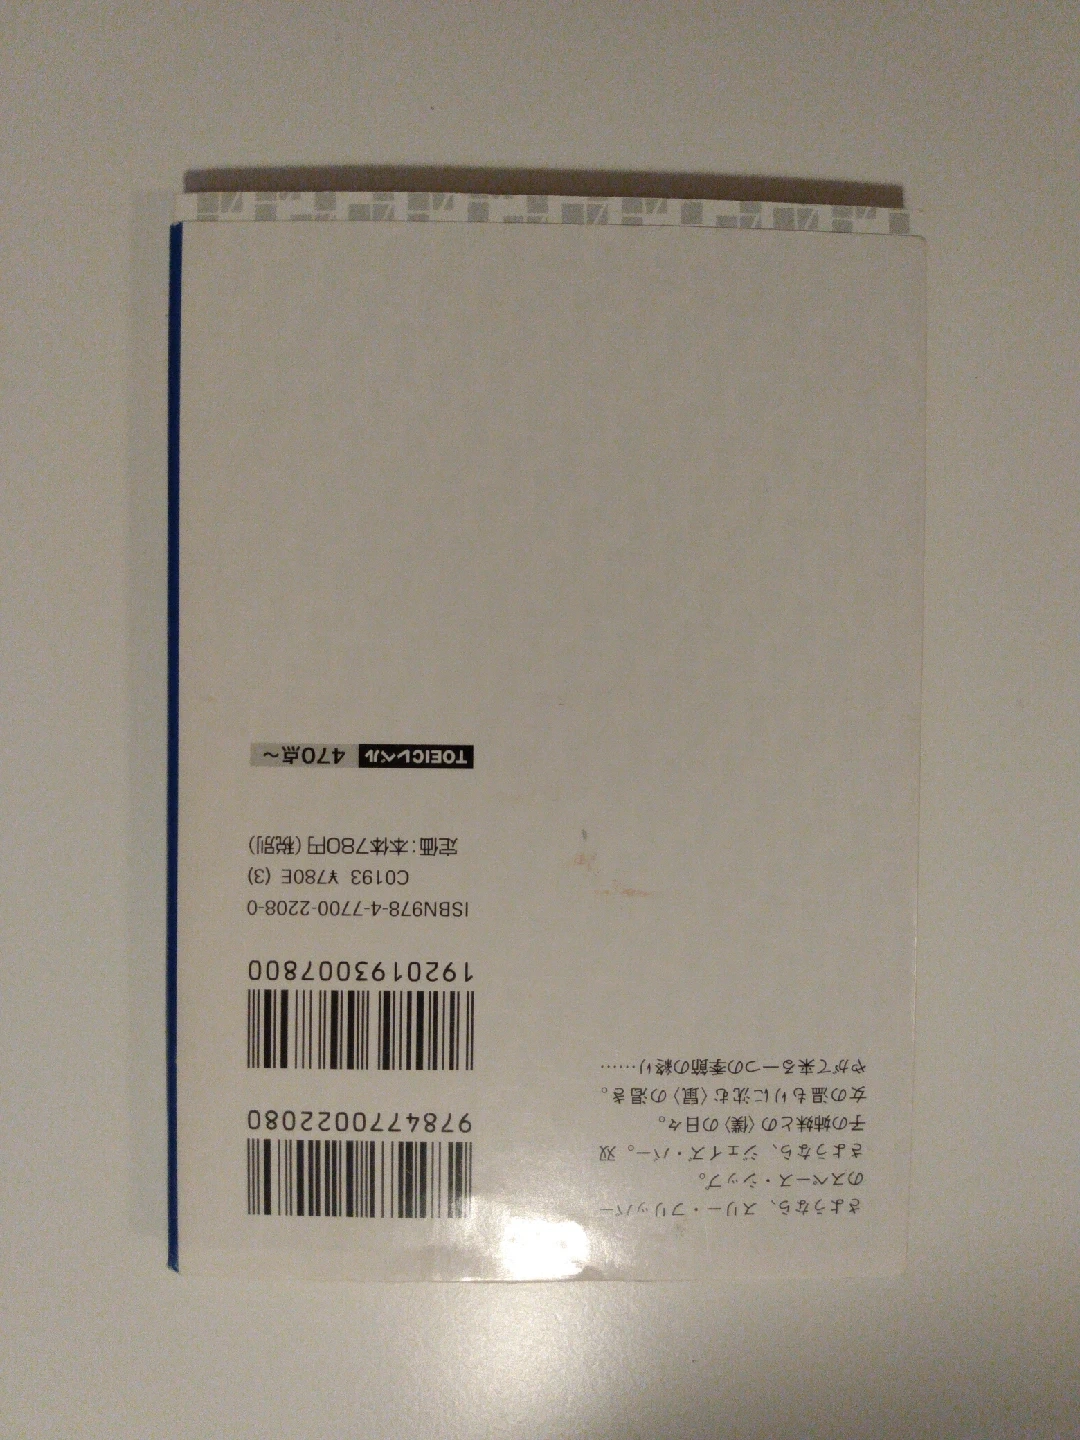 さようなら、スリー・フリッパー
のスペース・シップ。
さようなら、ジェイズ・バー。双
子の姉妹との〈僕〉の日々。
女の温もりに沈む〈鼠〉の渇き。
やがて来る一つの季節の終り……
9784770022080
1920193007800
ISBN978-4-7700-2208-0
C0193 ¥780E (3)
定価：本体780円(税別)
TOEICレベル 470点〜